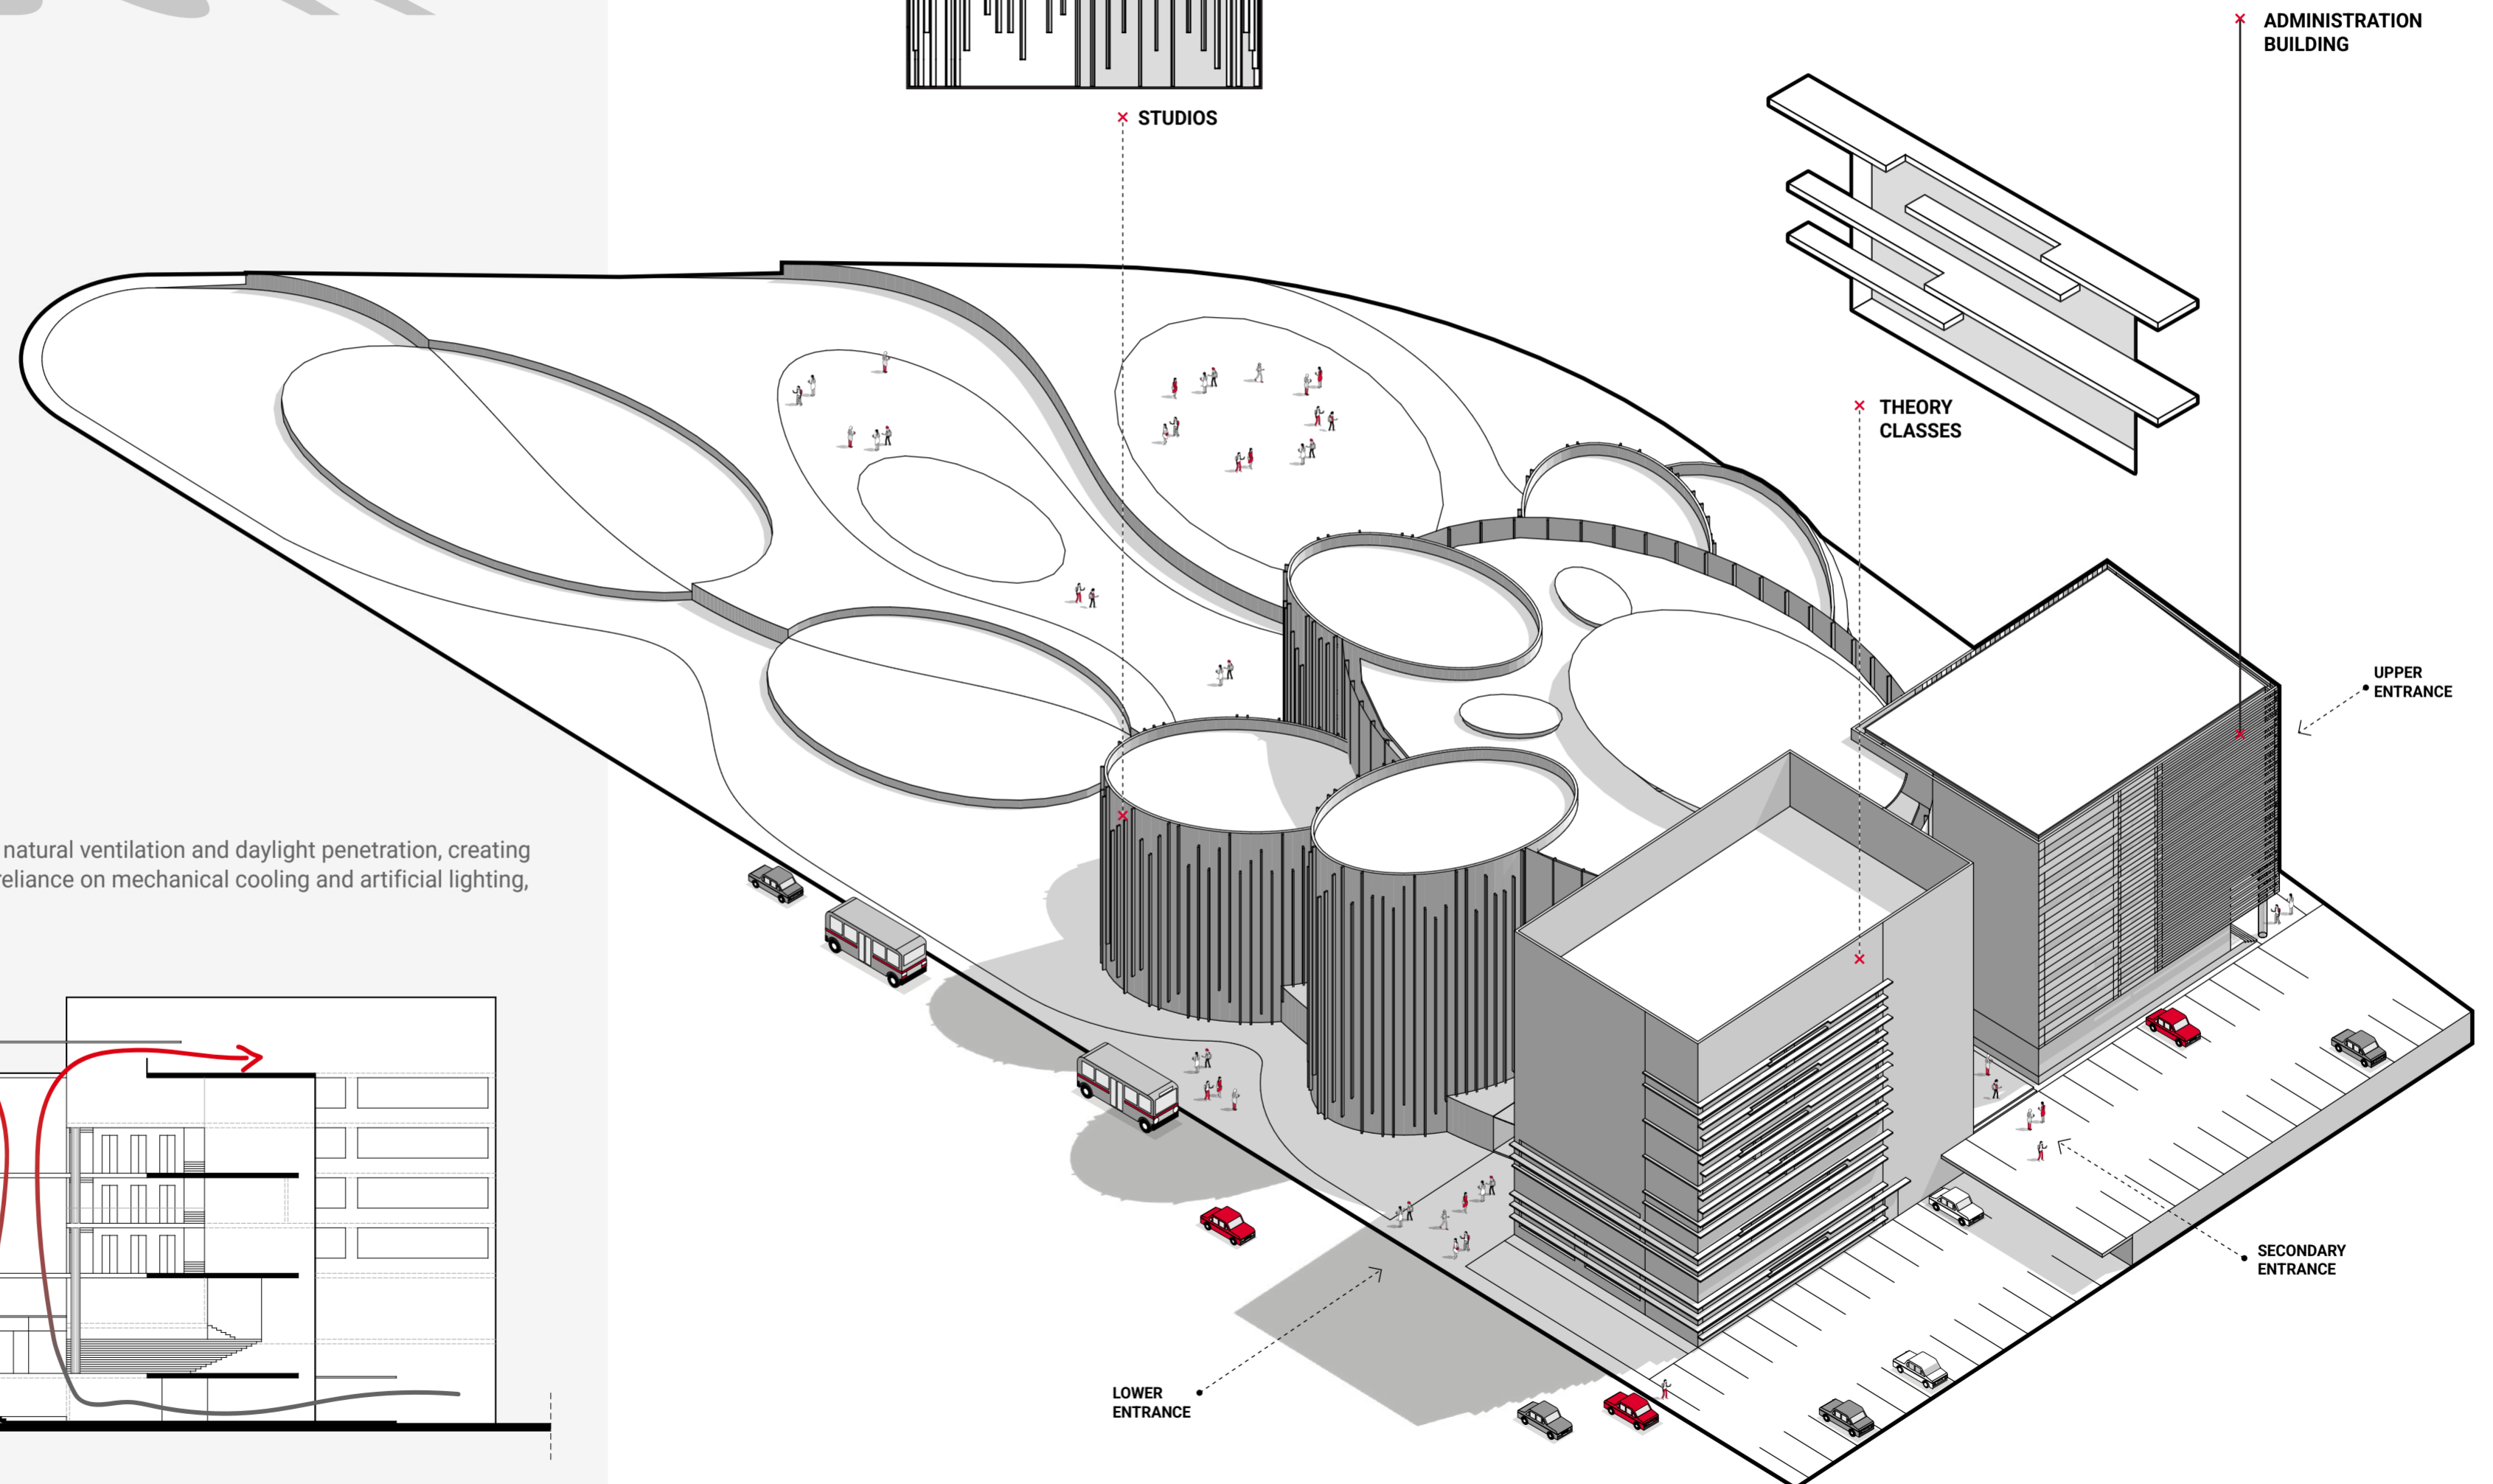 ADMINISTRATION
BUILDING
STUDIOS
THEORY
CLASSES
UPPER
ENTRANCE
natural ventilation and daylight penetration, creating
reliance on mechanical cooling and artificial lighting,
SECONDARY
ENTRANCE
LOWER
ENTRANCE